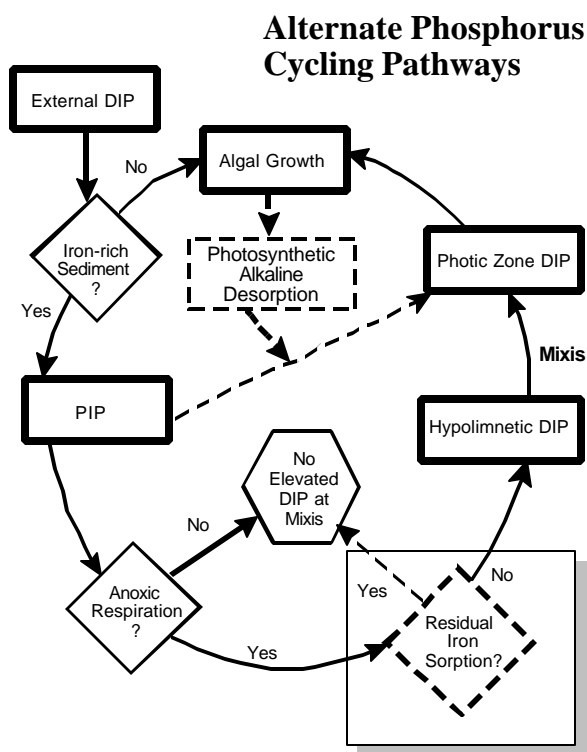 Alternate Phosphorus
Cycling Pathways
External DIP
No
Algal Growth
Iron-rich
Sediment
?
Photosynthetic
Alkaline
Desorption
Photic Zone DIP
Yes
Mixis
PIP
Hypolimnetic DIP
No
Elevated
DIP at
Mixis
No
Anoxic
Respiration
?
Yes
No
Residual
Iron
Sorption?
Yes